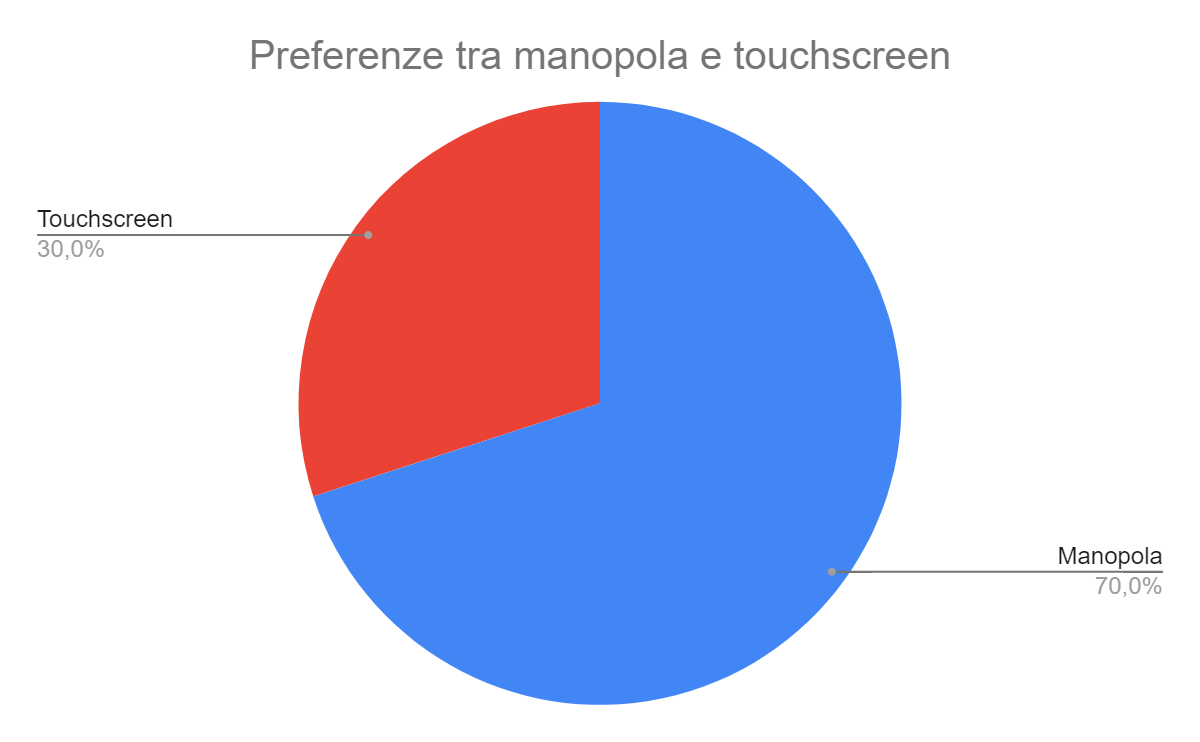 Preferenze tra manopola e touchscreen
Touchscreen
30,0%
Manopola
70,0%